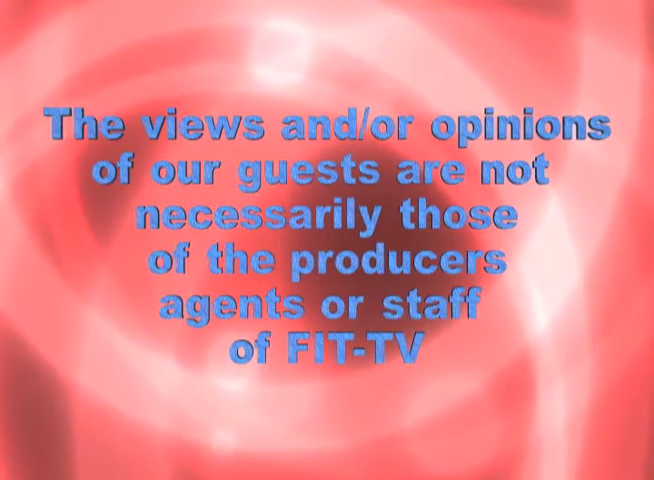 The views and/or opinions
of our guests are not
necessarily those
of the producers
agents or staff
of FIT-TV